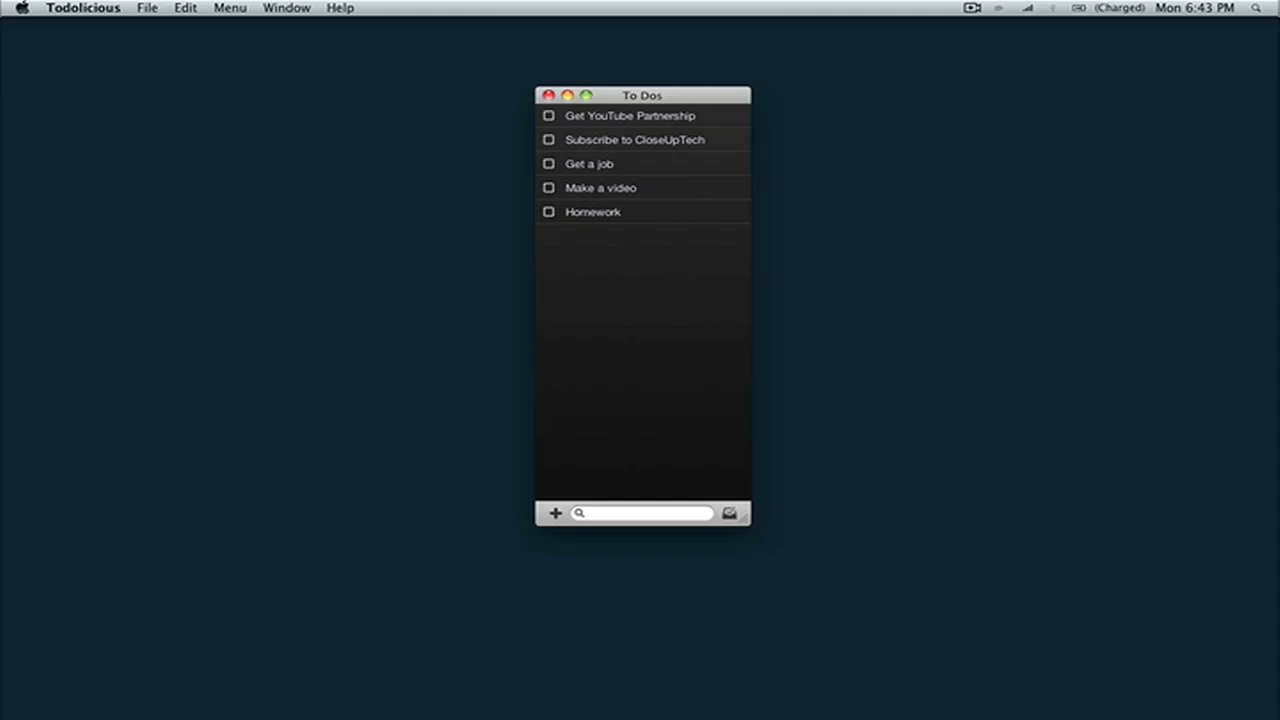 Todolicious File Edit Menu Window Help (Charged) Mon 6:43 PM
To Dos
Get YouTube Partnership
Subscribe to CloseUpTech
Get a job
Make a video
Homework